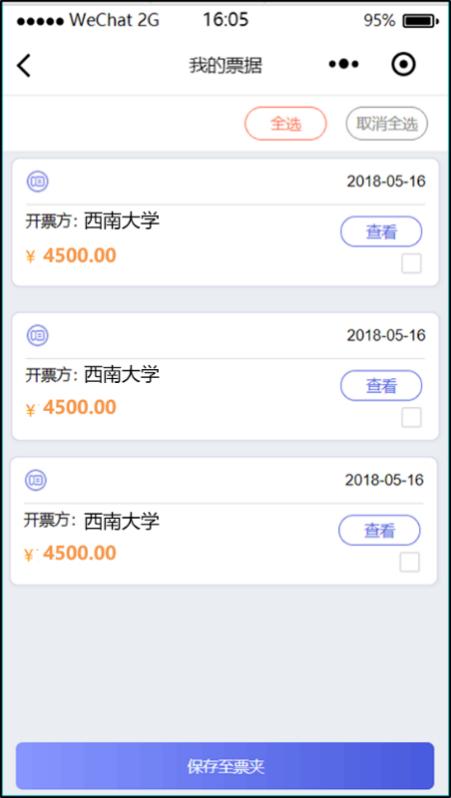 ●●●●● WeChat 2G 16:05 95%
我的票据
全选 取消全选
2018-05-16
开票方: 西南大学 查看
¥ 4500.00
2018-05-16
开票方: 西南大学 查看
¥ 4500.00
2018-05-16
开票方: 西南大学 查看
¥ 4500.00
保存至票夹